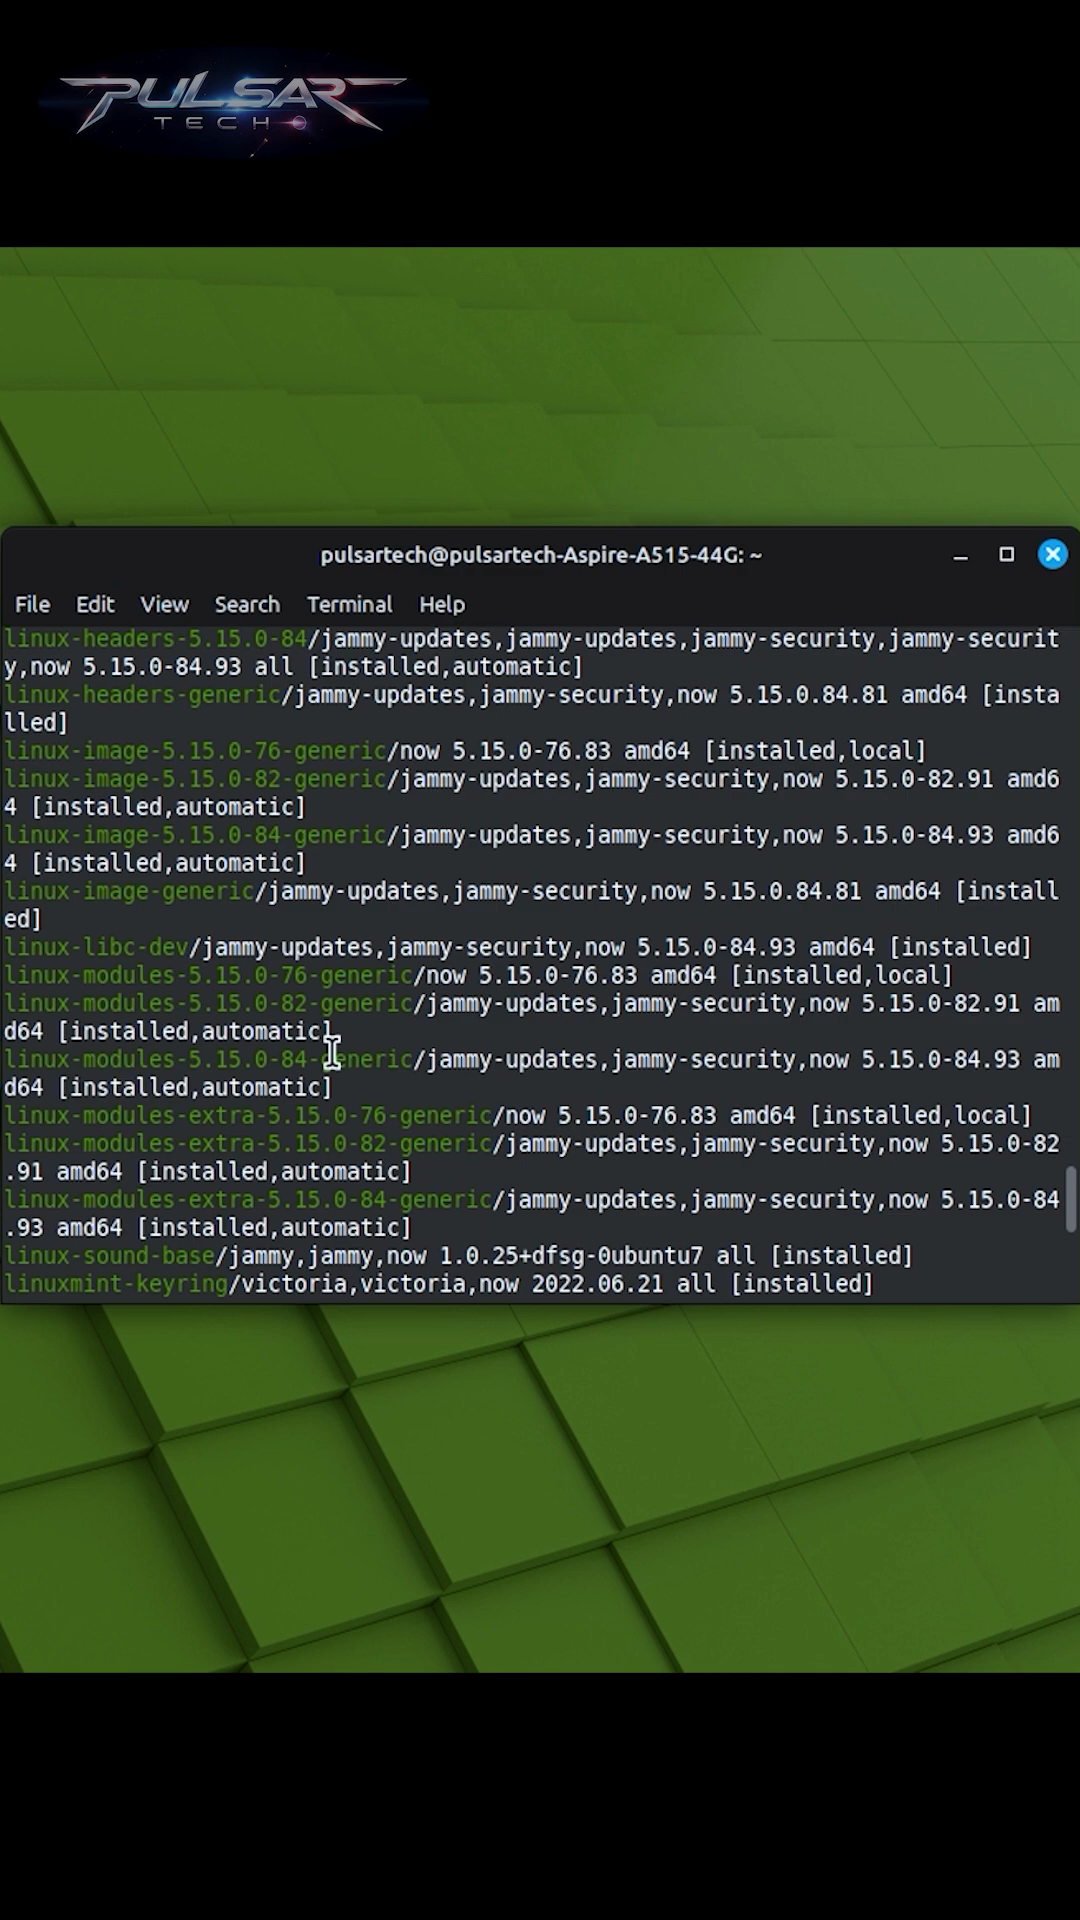 PULSAR
TECH
pulsartech@pulsartech-Aspire-A515-44G: ~
File Edit View Search Terminal Help
linux-headers-5.15.0-84/jammy-updates,jammy-updates,jammy-security,jammy-securit
y,now 5.15.0-84.93 all [installed,automatic]
linux-headers-generic/jammy-updates,jammy-security,now 5.15.0.84.81 amd64 [insta
lled]
linux-image-5.15.0-76-generic/now 5.15.0-76.83 amd64 [installed,local]
linux-image-5.15.0-82-generic/jammy-updates,jammy-security,now 5.15.0-82.91 amd6
4 [installed,automatic]
linux-image-5.15.0-84-generic/jammy-updates,jammy-security,now 5.15.0-84.93 amd6
4 [installed,automatic]
linux-image-generic/jammy-updates,jammy-security,now 5.15.0.84.81 amd64 [install
ed]
linux-libc-dev/jammy-updates,jammy-security,now 5.15.0-84.93 amd64 [installed]
linux-modules-5.15.0-76-generic/now 5.15.0-76.83 amd64 [installed,local]
linux-modules-5.15.0-82-generic/jammy-updates,jammy-security,now 5.15.0-82.91 am
d64 [installed,automatic]
linux-modules-5.15.0-84-generic/jammy-updates,jammy-security,now 5.15.0-84.93 am
d64 [installed,automatic]
linux-modules-extra-5.15.0-76-generic/now 5.15.0-76.83 amd64 [installed,local]
linux-modules-extra-5.15.0-82-generic/jammy-updates,jammy-security,now 5.15.0-82
.91 amd64 [installed,automatic]
linux-modules-extra-5.15.0-84-generic/jammy-updates,jammy-security,now 5.15.0-84
.93 amd64 [installed,automatic]
linux-sound-base/jammy,jammy,now 1.0.25+dfsg-0ubuntu7 all [installed]
linuxmint-keyring/victoria,victoria,now 2022.06.21 all [installed]